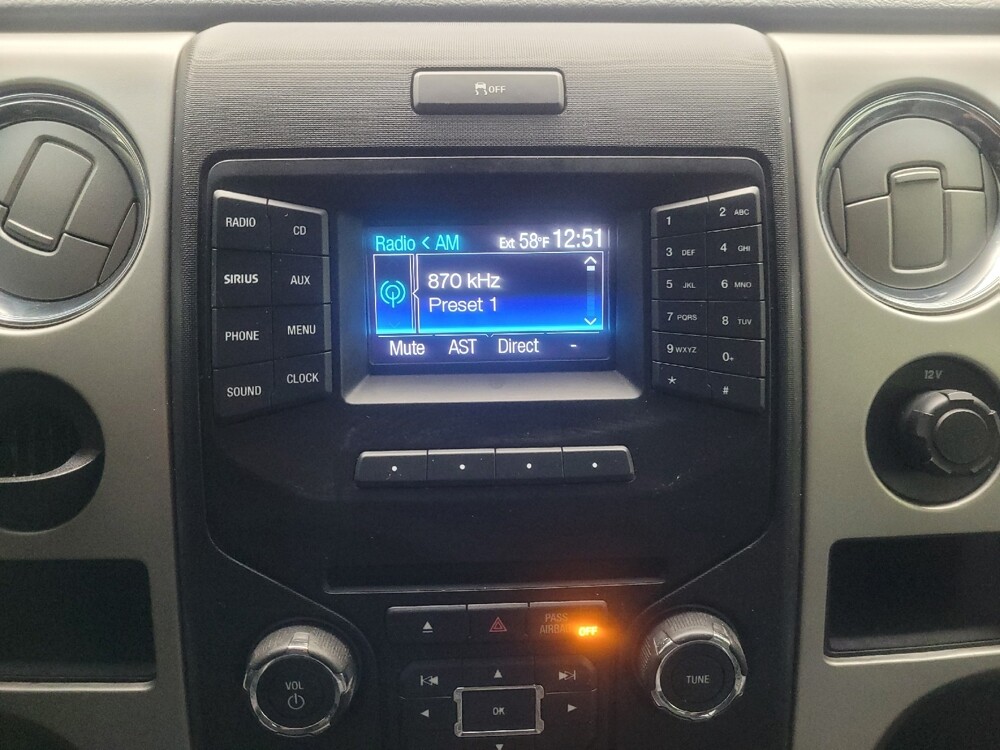 OFF
RADIO
CD
SIRIUS
AUX
PHONE
MENU
SOUND
CLOCK
Radio < AM Ext 58°F 12:51
870 kHz
Preset 1
Mute AST Direct -
1
2 ABC
3 DEF
4 GHI
5 JKL
6 MNO
7 PQRS
8 TUV
9 WXYZ
0+
*
#
12V
PASS
AIRBAG OFF
VOL
OK
TUNE